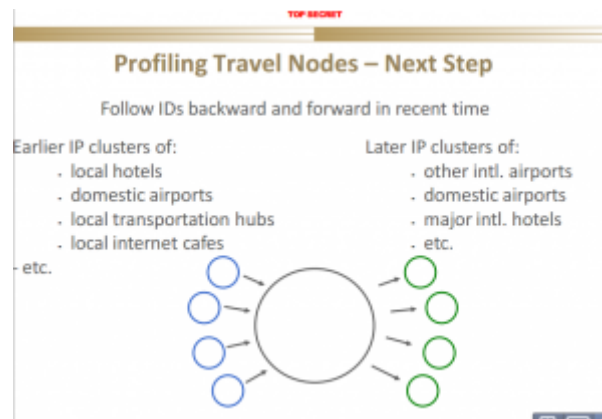 TOP SECRET
Profiling Travel Nodes – Next Step
Follow IDs backward and forward in recent time
Earlier IP clusters of:
- local hotels
- domestic airports
- local transportation hubs
- local internet cafes
- etc.
Later IP clusters of:
- other intl. airports
- domestic airports
- major intl. hotels
- etc.